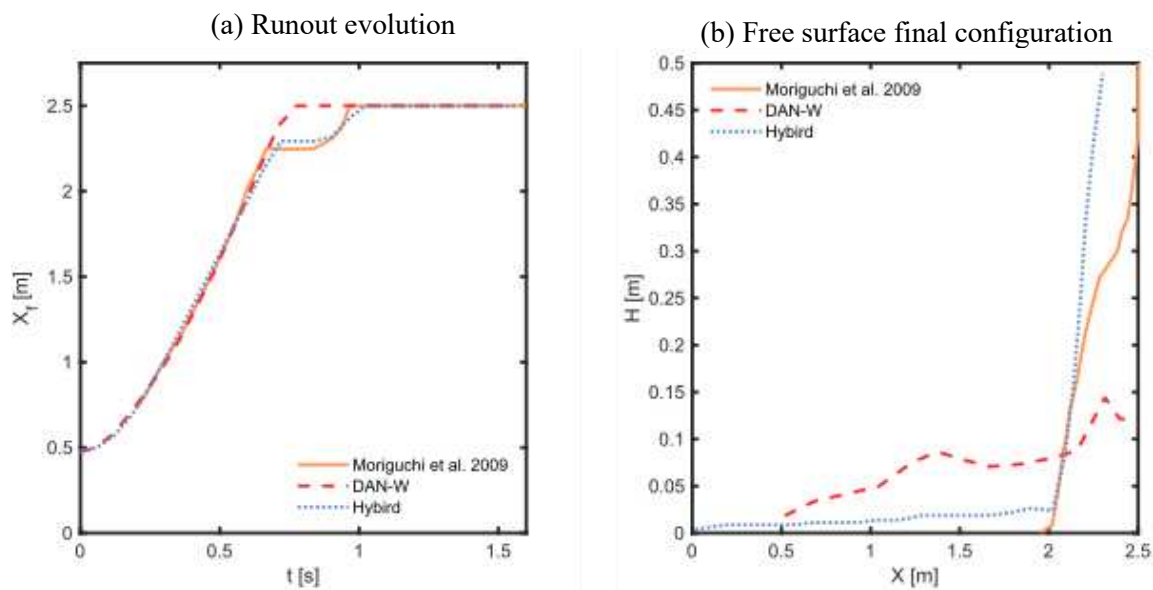 (a) Runout evolution
2.5
2
1.5
1
0.5
0
X_f [m]
Moriguchi et al. 2009
DAN-W
Hybird
0
0.5
1
1.5
t [s]
(b) Free surface final configuration
0.5
0.45
0.4
0.35
0.3
0.25
0.2
0.15
0.1
0.05
0
H [m]
Moriguchi et al. 2009
DAN-W
Hybird
0
0.5
1
1.5
2
2.5
X [m]